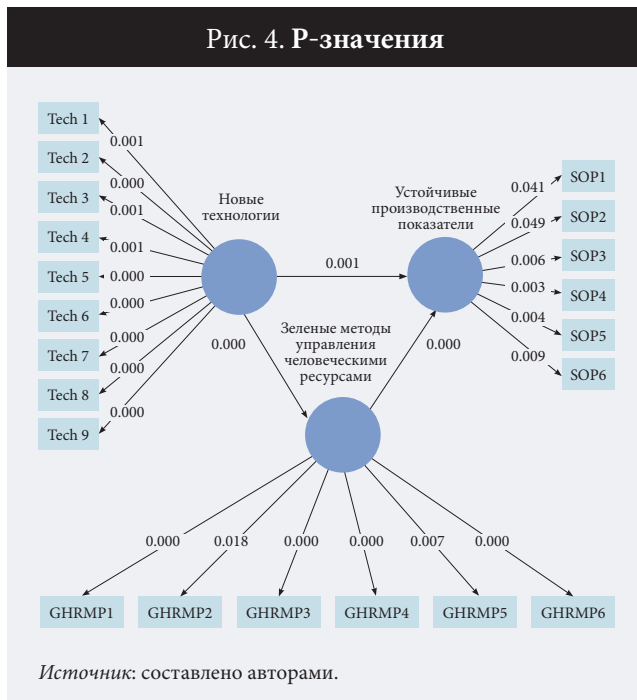 Рис. 4. P-значения
Tech 1
Tech 2
Tech 3
Tech 4
Tech 5
Tech 6
Tech 7
Tech 8
Tech 9
0.001
0.000
0.001
0.001
0.000
0.000
0.000
0.000
0.000
Новые
технологии
0.001
Устойчивые
производственные
показатели
0.041
0.049
0.006
0.003
0.004
0.009
SOP1
SOP2
SOP3
SOP4
SOP5
SOP6
0.000
Зеленые методы
управления
человеческими
ресурсами
0.000
0.000
0.018
0.000
0.000
0.007
0.000
GHRMP1
GHRMP2
GHRMP3
GHRMP4
GHRMP5
GHRMP6
Источник: составлено авторами.